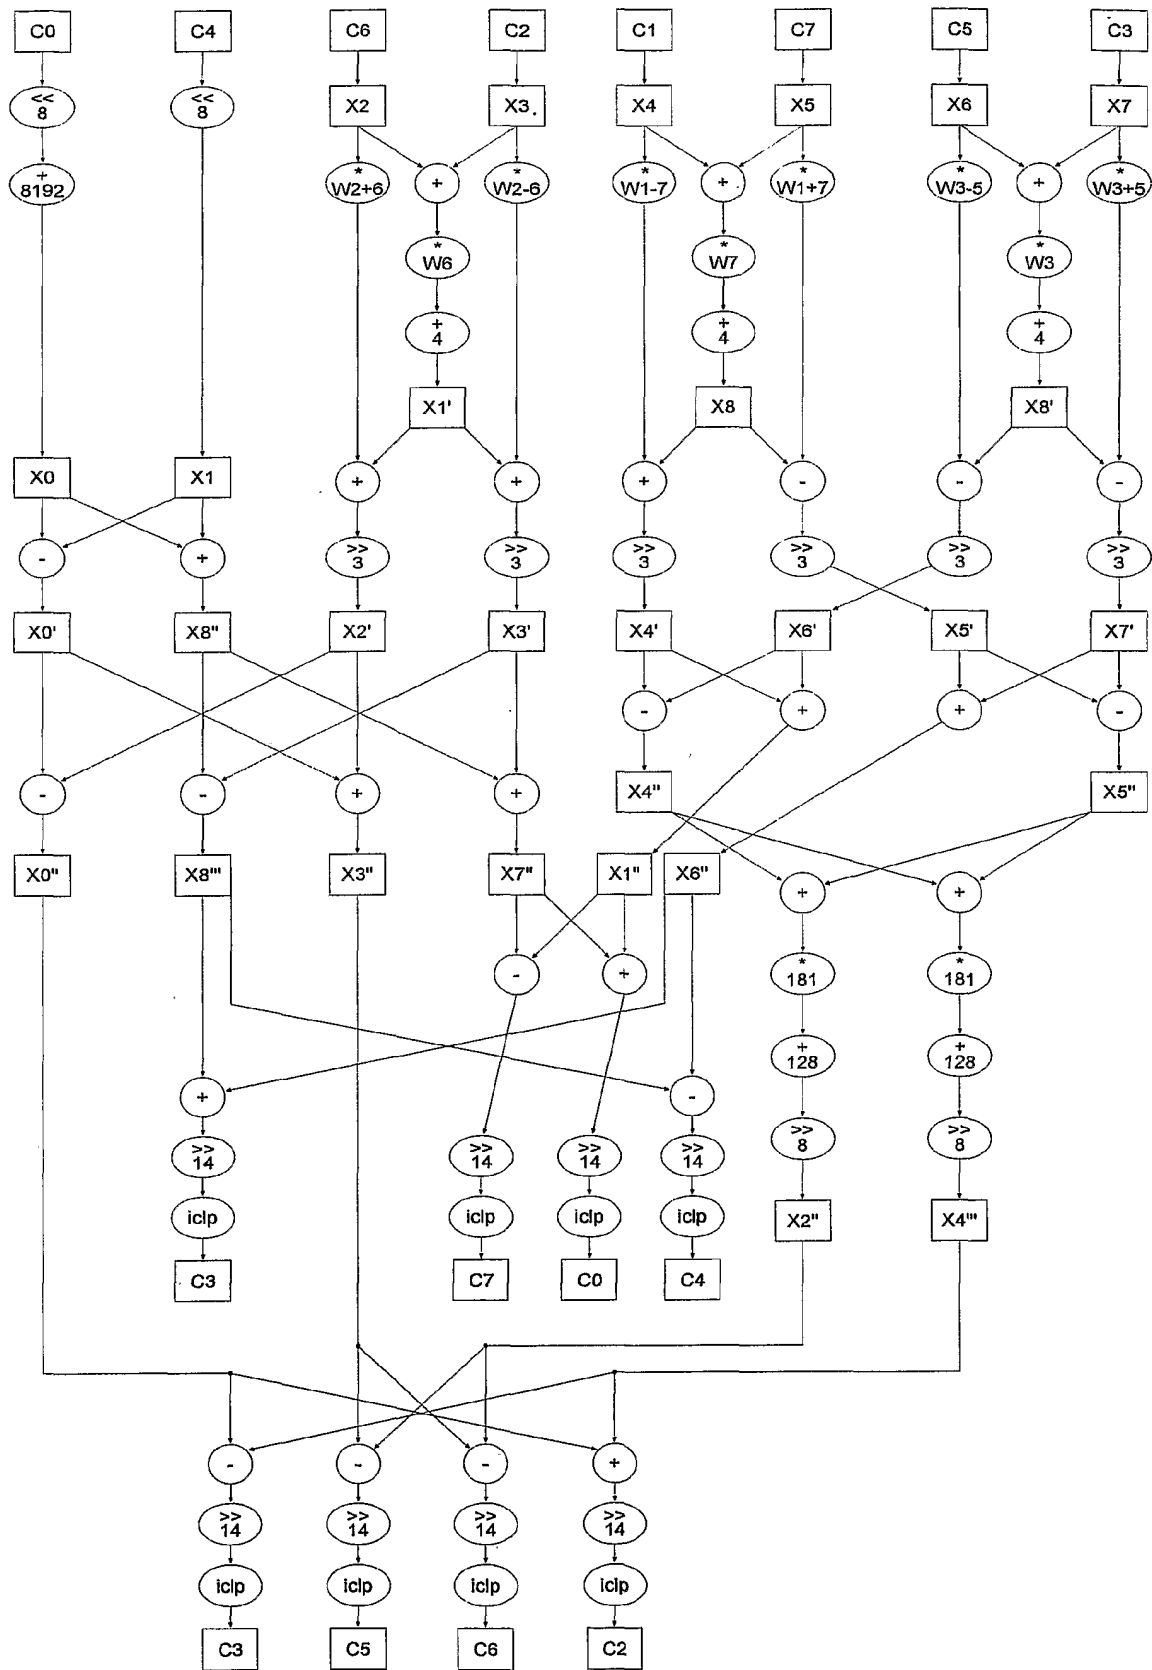 C0 C4 C6 C2 C1 C7 C5 C3
<< << X2 X3 X4 X5 X6 X7
8 8
+ * + * * + * * + *
8192 W2+6 W2-6 W1-7 W1+7 W3-5 W3+5
* * *
W6 W7 W3
+ + +
4 4 4
X1' X8 X8'
X0 X1 + + + - - -
- + >> >> >> >> >> >>
3 3 3 3 3 3
X0' X8" X2' X3' X4' X6' X5' X7'
- + + -
- - + + X4" X5"
X0" X8"' X3" X7" X1" X6" + +
- + * *
181 181
+ +
128 128
+ -
>> >> >> >> >> >>
14 14 14 14 8 8
iclp iclp iclp iclp X2" X4"'
C3 C7 C0 C4
- - - +
>> >> >> >>
14 14 14 14
iclp iclp iclp iclp
C3 C5 C6 C2